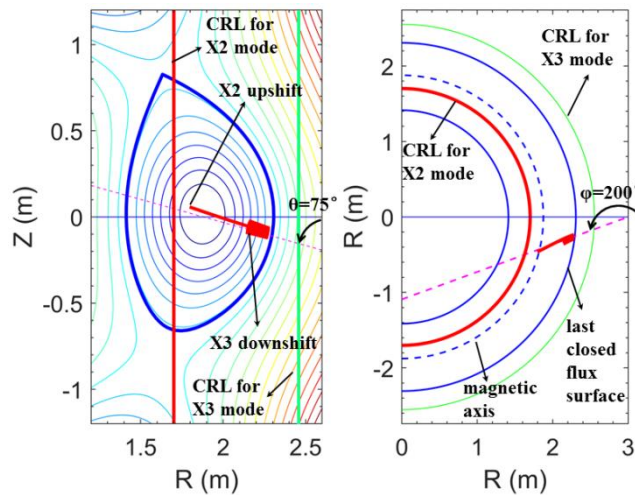 CRL for
X2 mode
X2 upshift
θ=75°
X3 downshift
CRL for
X3 mode
Z (m)
1
0.5
0
-0.5
-1
1.5
2
2.5
R (m)
CRL for
X3 mode
CRL for
X2 mode
φ=200°
last
closed
flux
surface
magnetic
axis
R (m)
2
1
0
-1
-2
0
1
2
3
R (m)